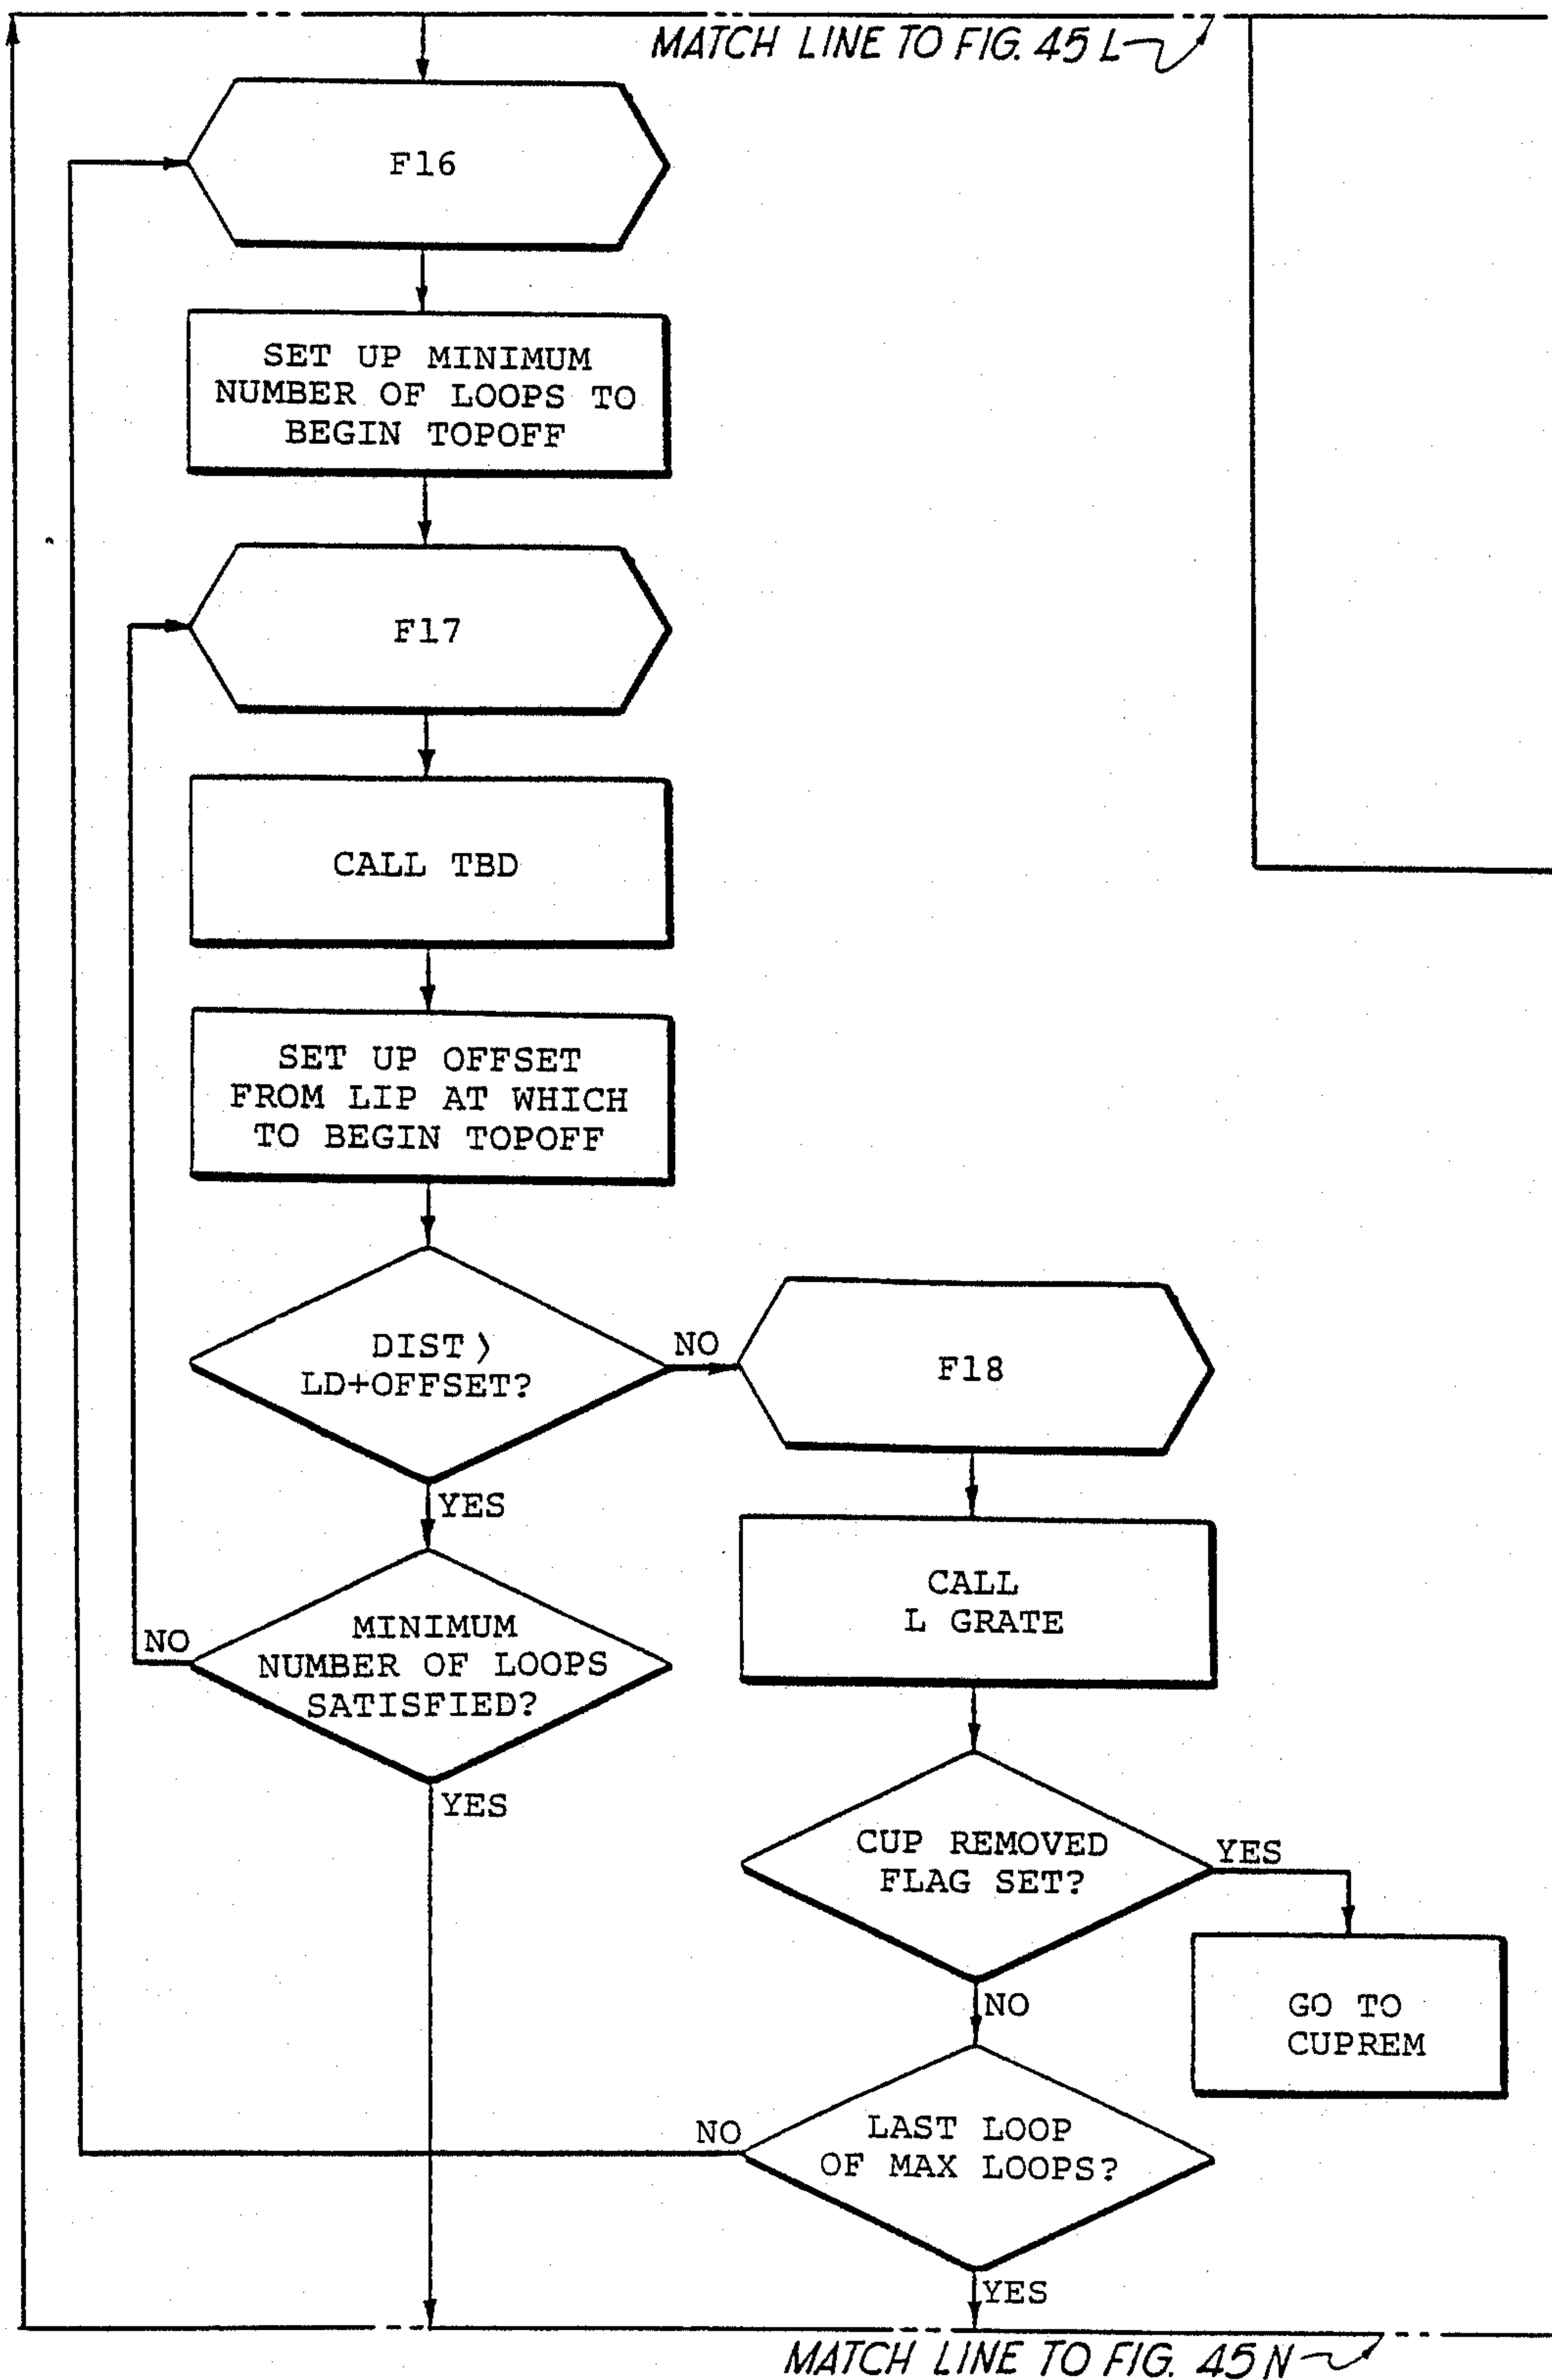 MATCH LINE TO FIG. 45 L
F16
SET UP MINIMUM
NUMBER OF LOOPS TO
BEGIN TOPOFF
F17
CALL TBD
SET UP OFFSET
FROM LIP AT WHICH
TO BEGIN TOPOFF
DIST >
LD+OFFSET?
NO
F18
YES
CALL
L GRATE
MINIMUM
NUMBER OF LOOPS
SATISFIED?
NO
YES
CUP REMOVED
FLAG SET?
YES
GO TO
CUPREM
NO
LAST LOOP
OF MAX LOOPS?
NO
YES
MATCH LINE TO FIG. 45 N